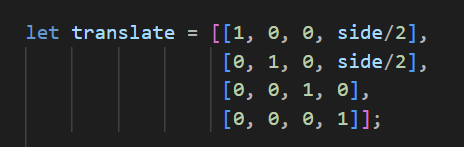 let translate = [[1, 0, 0, side/2],
[0, 1, 0, side/2],
[0, 0, 1, 0],
[0, 0, 0, 1]];